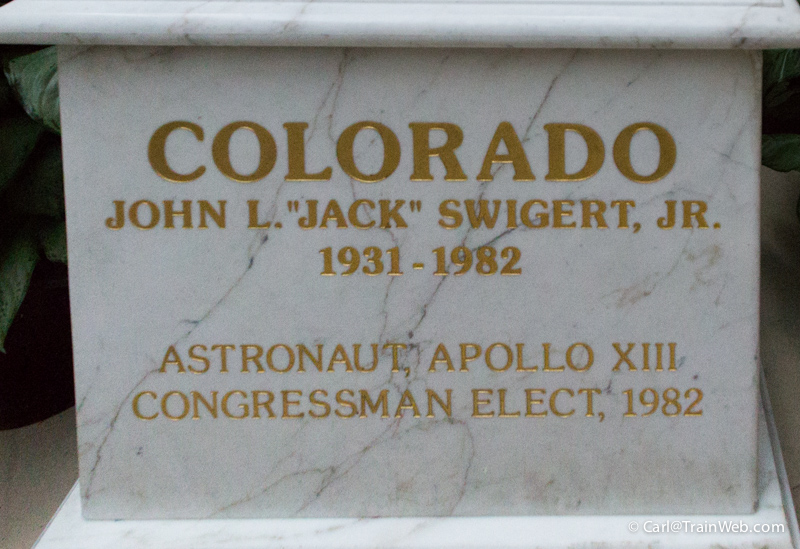 COLORADO
JOHN L. "JACK" SWIGERT, JR.
1931 - 1982
ASTRONAUT, APOLLO XIII
CONGRESSMAN ELECT, 1982
© Carl@TrainWeb.com